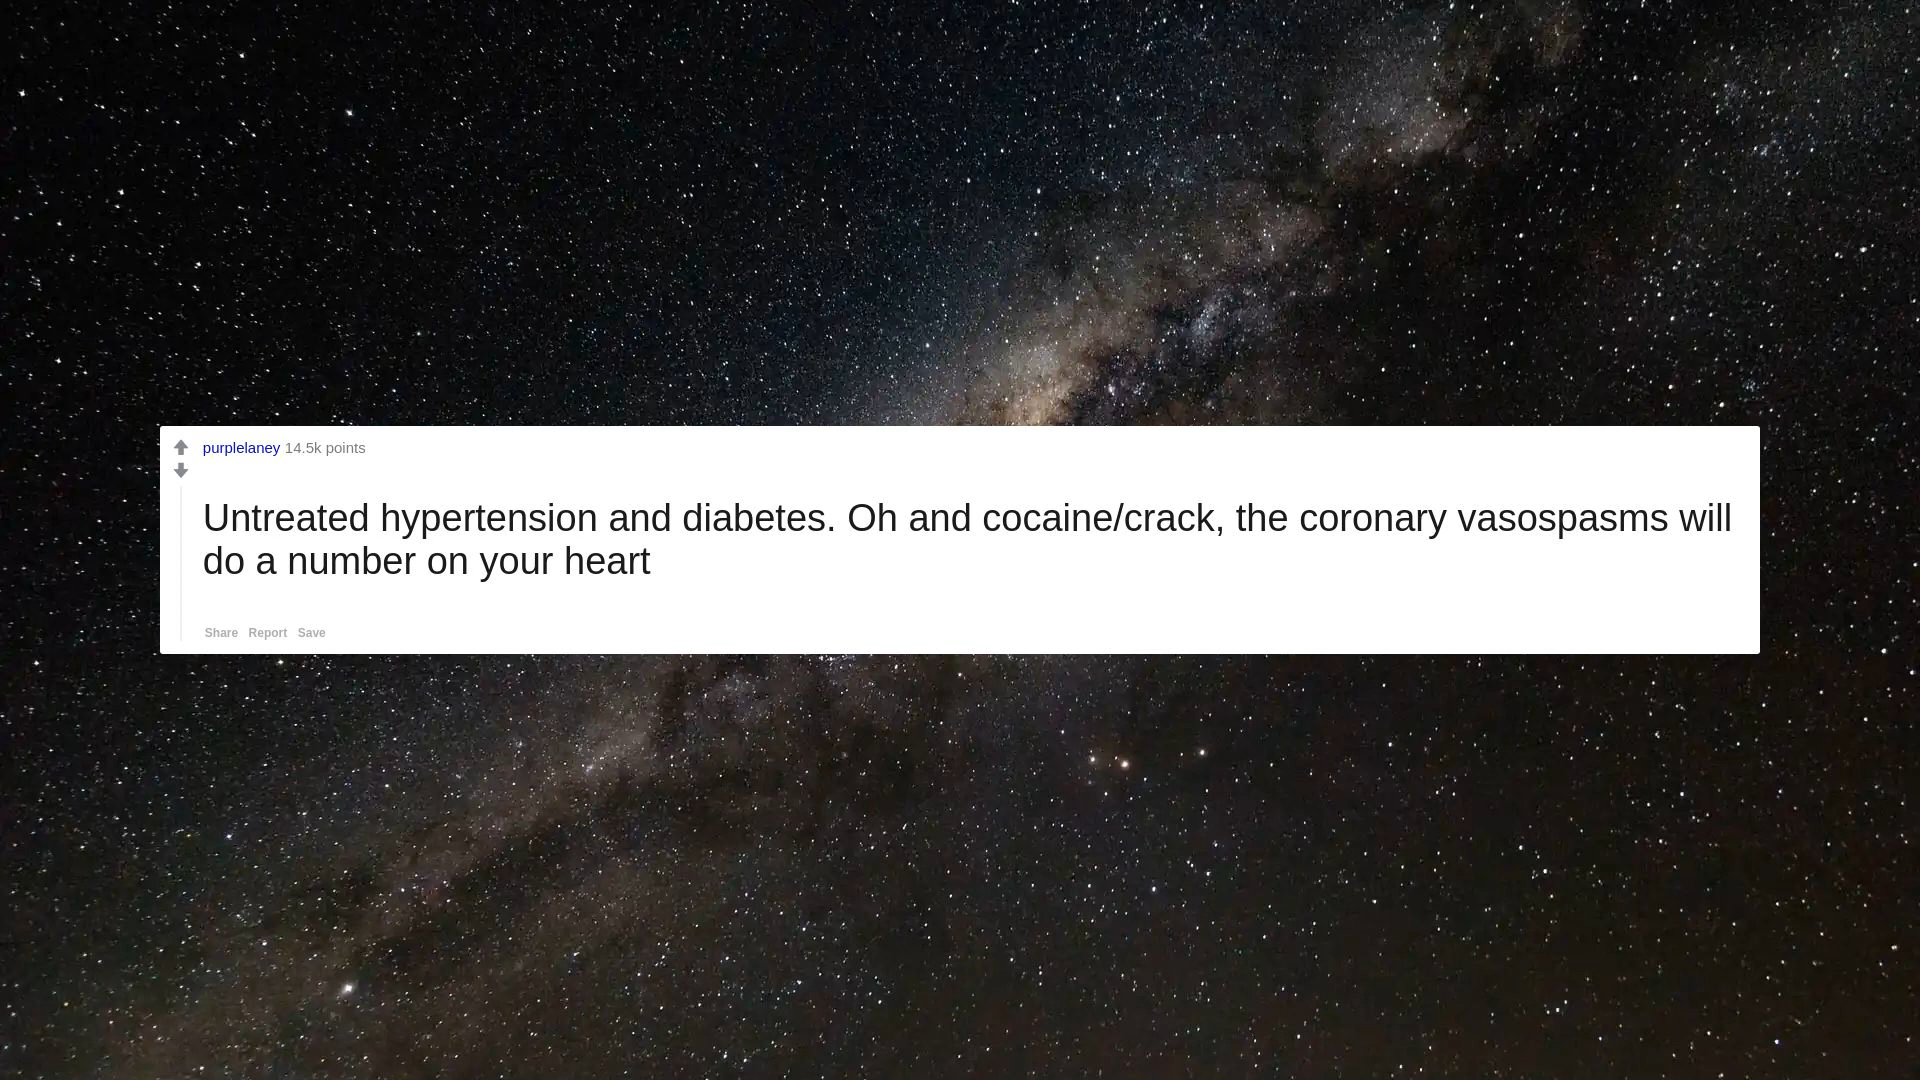 purplelaney 14.5k points
Untreated hypertension and diabetes. Oh and cocaine/crack, the coronary vasospasms will
do a number on your heart
Share Report Save